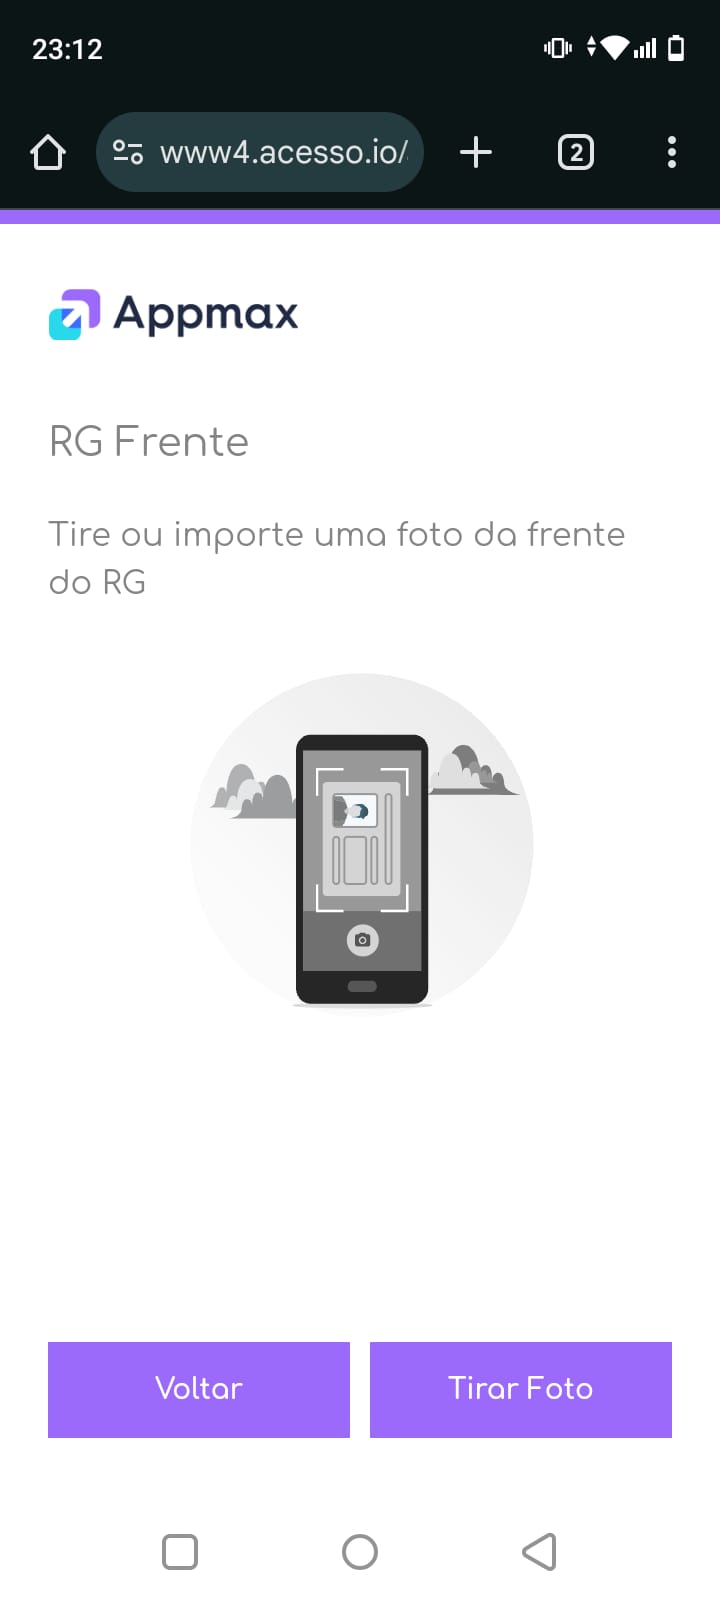 23:12
www4.acesso.io/
2
Appmax
RG Frente
Tire ou importe uma foto da frente
do RG
Voltar
Tirar Foto